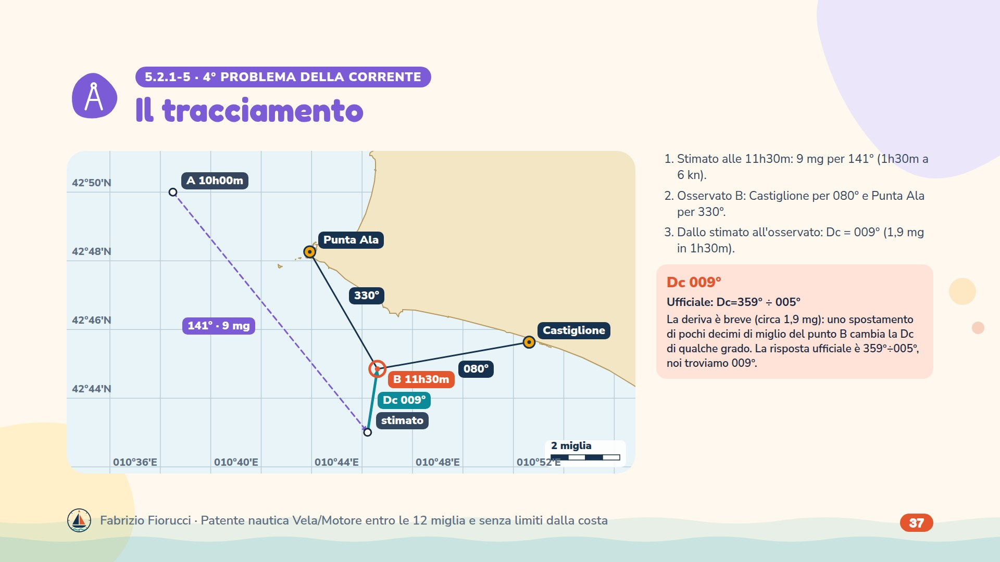 5.2.1-5 · 4° PROBLEMA DELLA CORRENTE
Il tracciamento
A 10h00m
42°50'N
Punta Ala
42°48'N
330°
42°46'N
141° · 9 mg
Castiglione
080°
B 11h30m
42°44'N
Dc 009°
stimato
2 miglia
010°36'E
010°40'E
010°44'E
010°48'E
010°52'E
1. Stimato alle 11h30m: 9 mg per 141° (1h30m a
6 kn).
2. Osservato B: Castiglione per 080° e Punta Ala
per 330°.
3. Dallo stimato all'osservato: Dc = 009° (1,9 mg
in 1h30m).
Dc 009°
Ufficiale: Dc=359° ÷ 005°
La deriva è breve (circa 1,9 mg): uno spostamento
di pochi decimi di miglio del punto B cambia la Dc
di qualche grado. La risposta ufficiale è 359°÷005°,
noi troviamo 009°.
Fabrizio Fiorucci · Patente nautica Vela/Motore entro le 12 miglia e senza limiti dalla costa
37